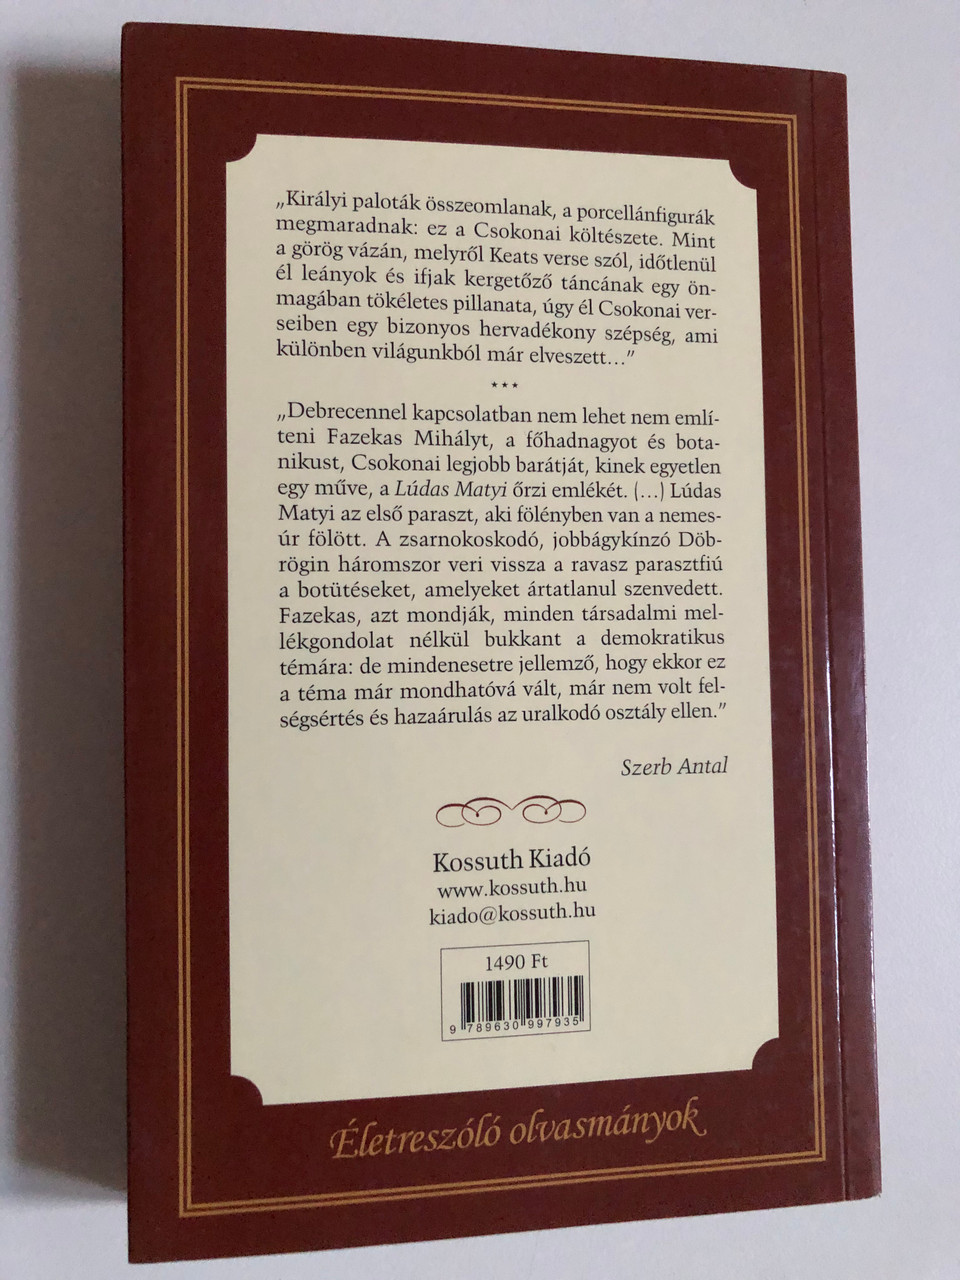 „Királyi paloták összeomlanak, a porcellánfigurák
megmaradnak: ez a Csokonai költészete. Mint
a görög vázán, melyről Keats verse szól, időtlenül
él leányok és ifjak kergetőző táncának egy ön-
magában tökéletes pillanata, úgy él Csokonai ver-
seiben egy bizonyos hervadékony szépség, ami
különben világunkból már elveszett…”
***
„Debrecennel kapcsolatban nem lehet nem emlí-
teni Fazekas Mihályt, a főhadnagyot és bota-
nikust, Csokonai legjobb barátját, kinek egyetlen
egy műve, a Lúdas Matyi őrzi emlékét. (…) Lúdas
Matyi az első paraszt, aki fölényben van a nemes-
úr fölött. A zsarnokoskodó, jobbágykínzó Döb-
rögin háromszor veri vissza a ravasz parasztfiú
a botütéseket, amelyeket ártatlanul szenvedett.
Fazekas, azt mondják, minden társadalmi mel-
lékgondolat nélkül bukkant a demokratikus
témára: de mindenesetre jellemző, hogy ekkor ez
a téma már mondhatóvá vált, már nem volt fel-
ségsértés és hazaárulás az uralkodó osztály ellen.”
Szerb Antal
Kossuth Kiadó
www.kossuth.hu
kiado@kossuth.hu
1490 Ft
9 789630 997935
Életreszóló olvasmányok